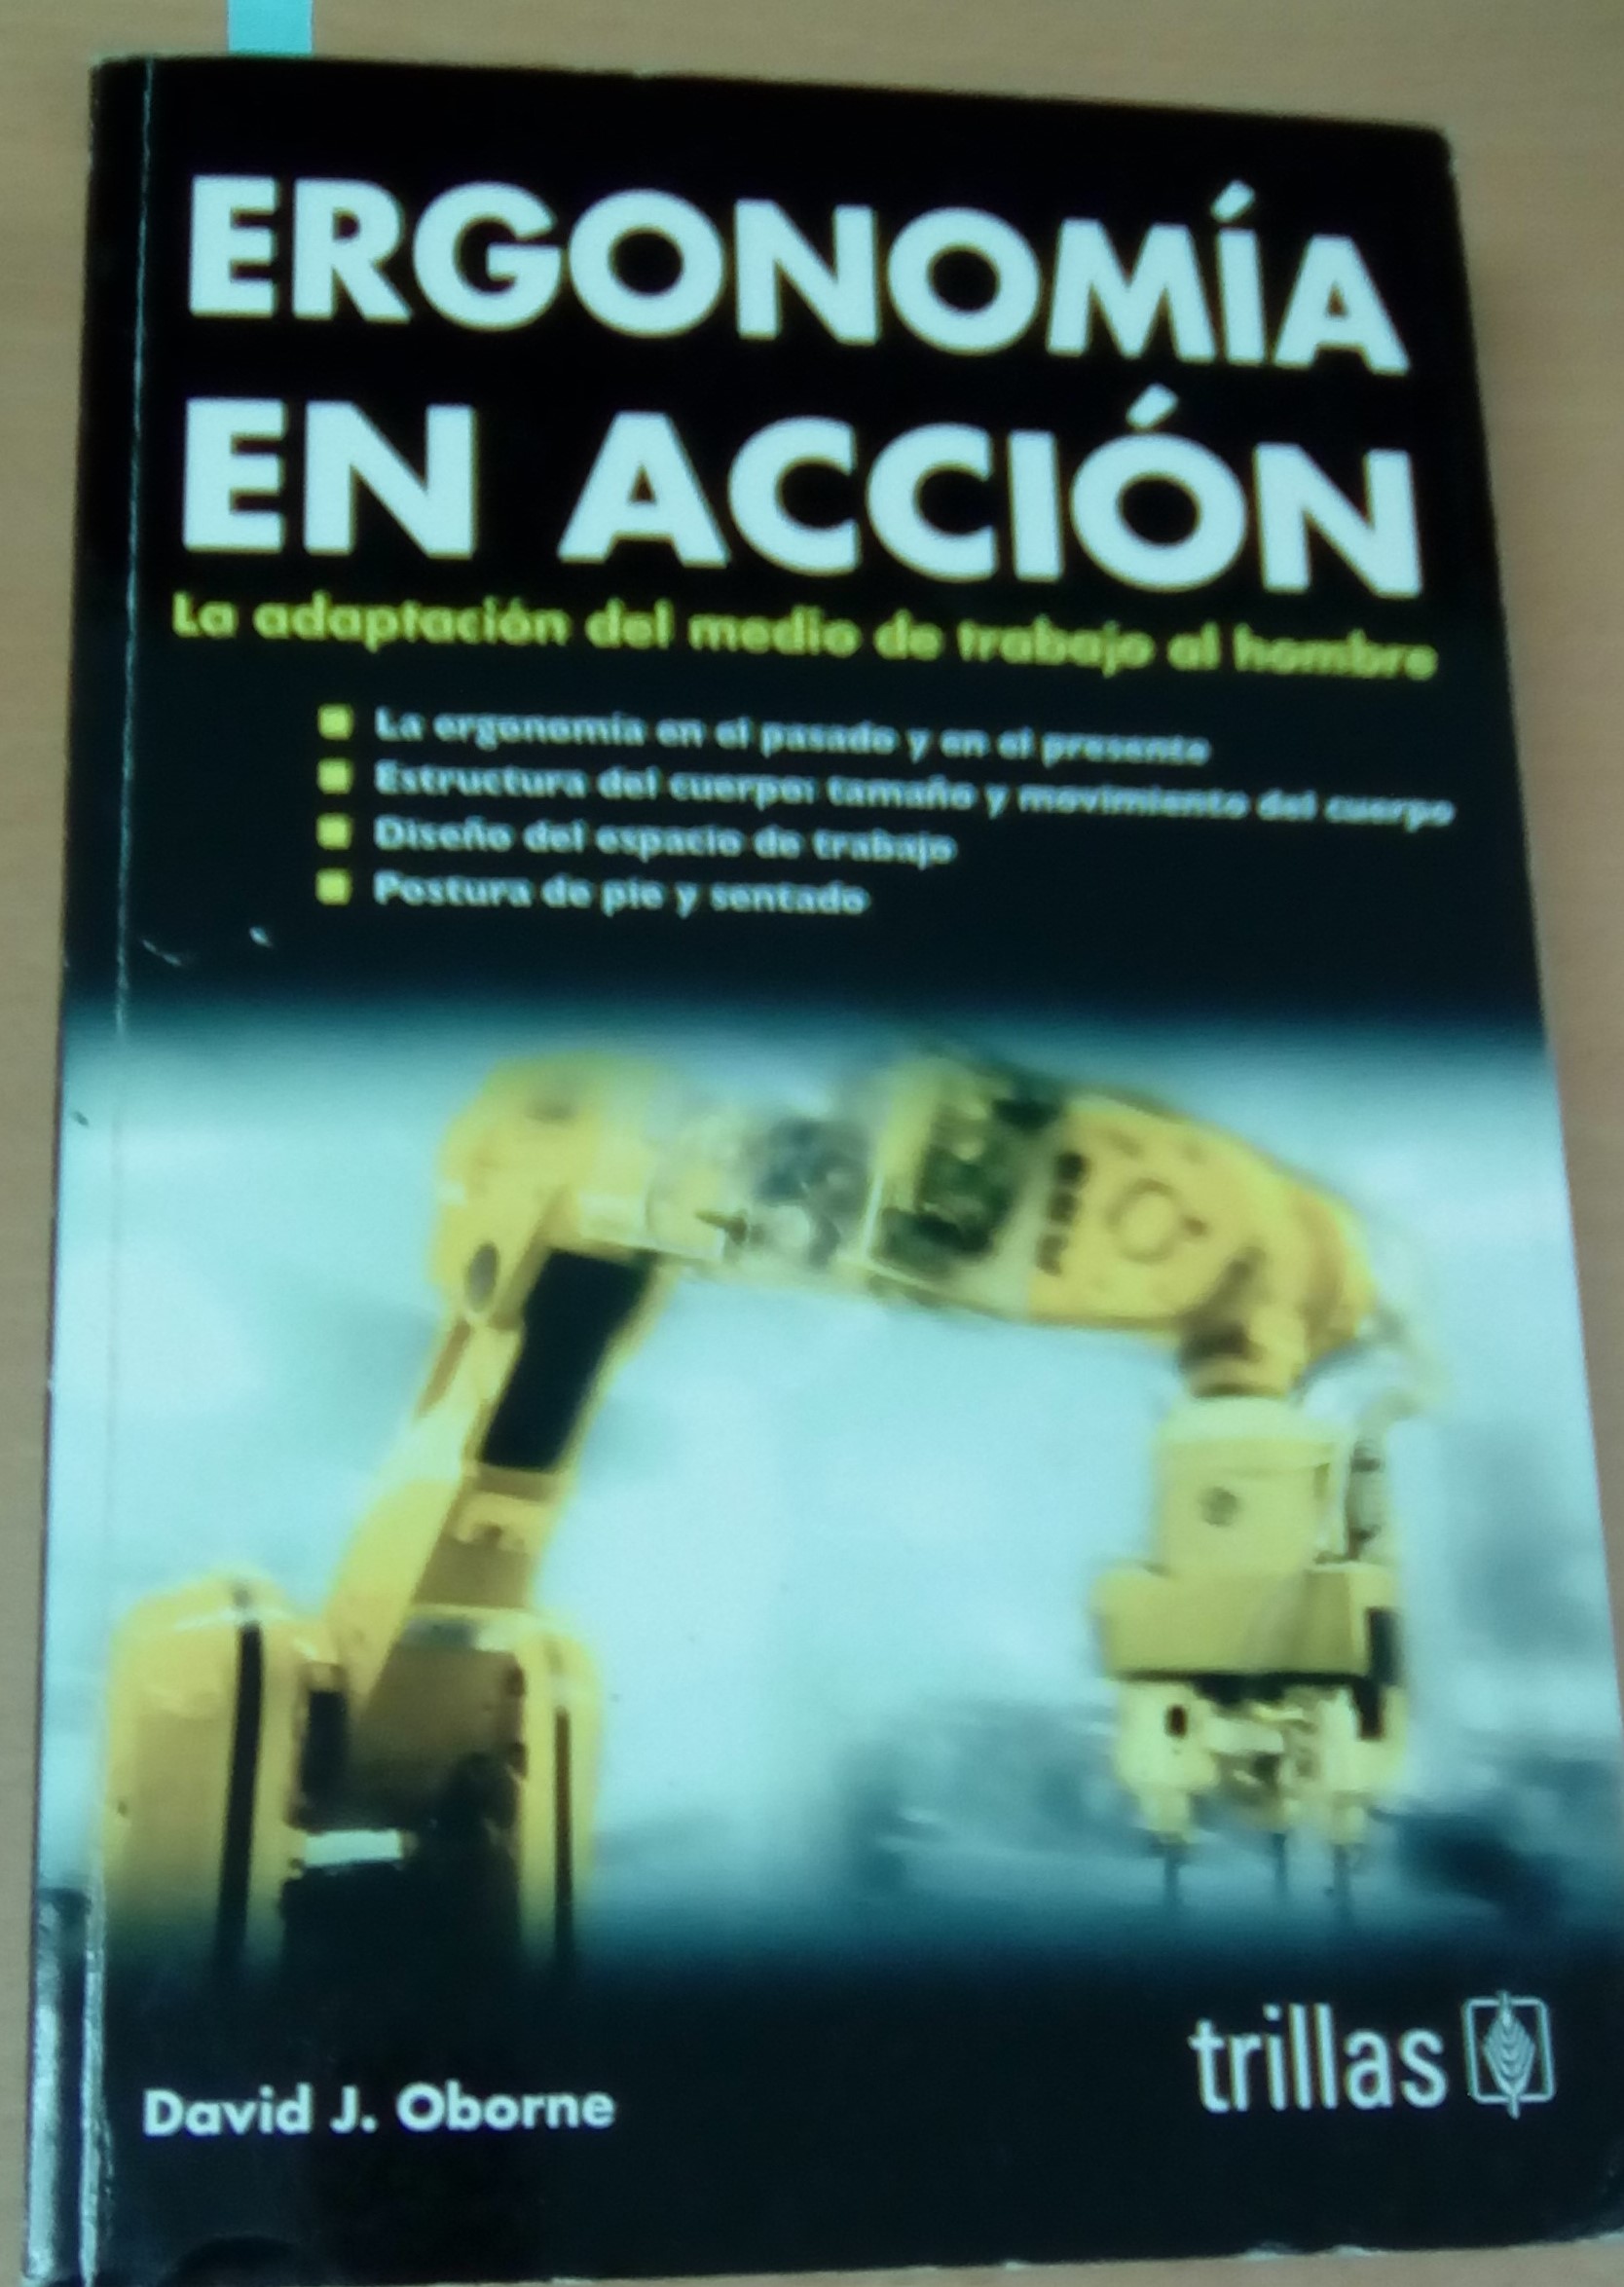 ERGONOMÍA
EN ACCIÓN
La adaptación del medio de trabajo al hombre
La ergonomía en el pasado y en el presente
Estructura del cuerpo: tamaño y movimiento del cuerpo
Diseño del espacio de trabajo
Postura de pie y sentado
David J. Oborne
trillas